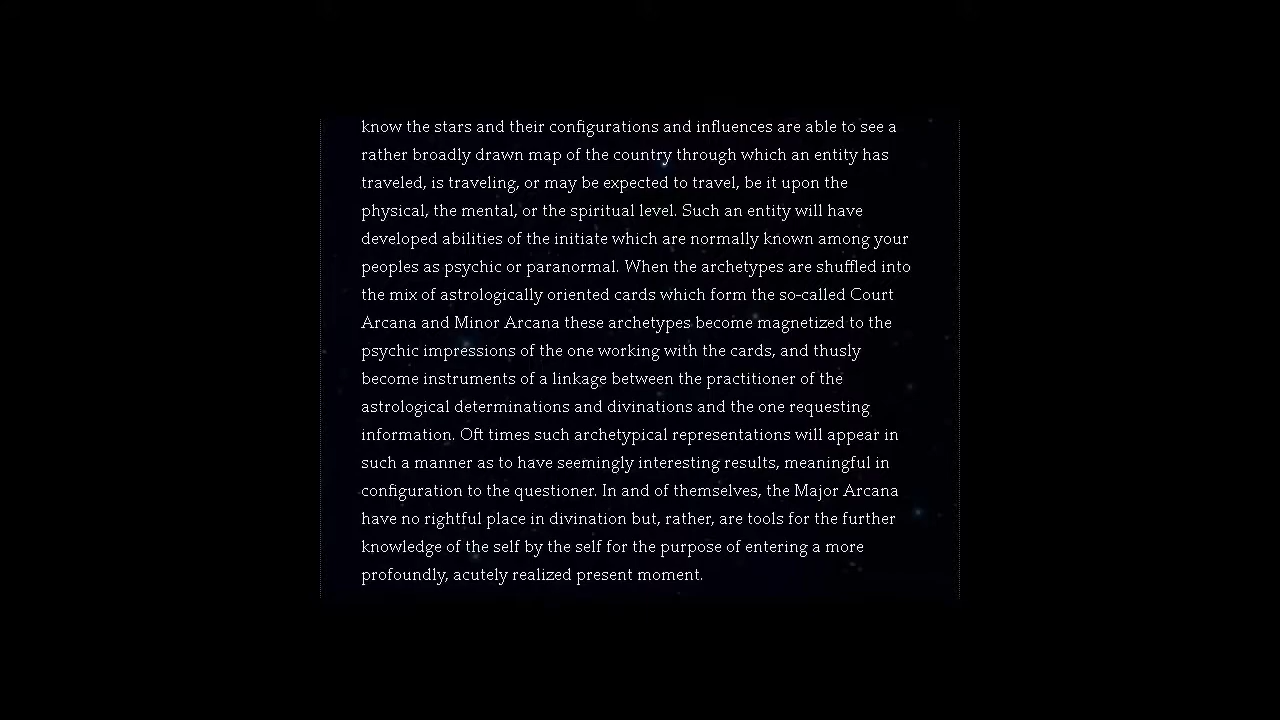 know the stars and their configurations and influences are able to see a
rather broadly drawn map of the country through which an entity has
traveled, is traveling, or may be expected to travel, be it upon the
physical, the mental, or the spiritual level. Such an entity will have
developed abilities of the initiate which are normally known among your
peoples as psychic or paranormal. When the archetypes are shuffled into
the mix of astrologically oriented cards which form the so-called Court
Arcana and Minor Arcana these archetypes become magnetized to the
psychic impressions of the one working with the cards, and thusly
become instruments of a linkage between the practitioner of the
astrological determinations and divinations and the one requesting
information. Oft times such archetypical representations will appear in
such a manner as to have seemingly interesting results, meaningful in
configuration to the questioner. In and of themselves, the Major Arcana
have no rightful place in divination but, rather, are tools for the further
knowledge of the self by the self for the purpose of entering a more
profoundly, acutely realized present moment.